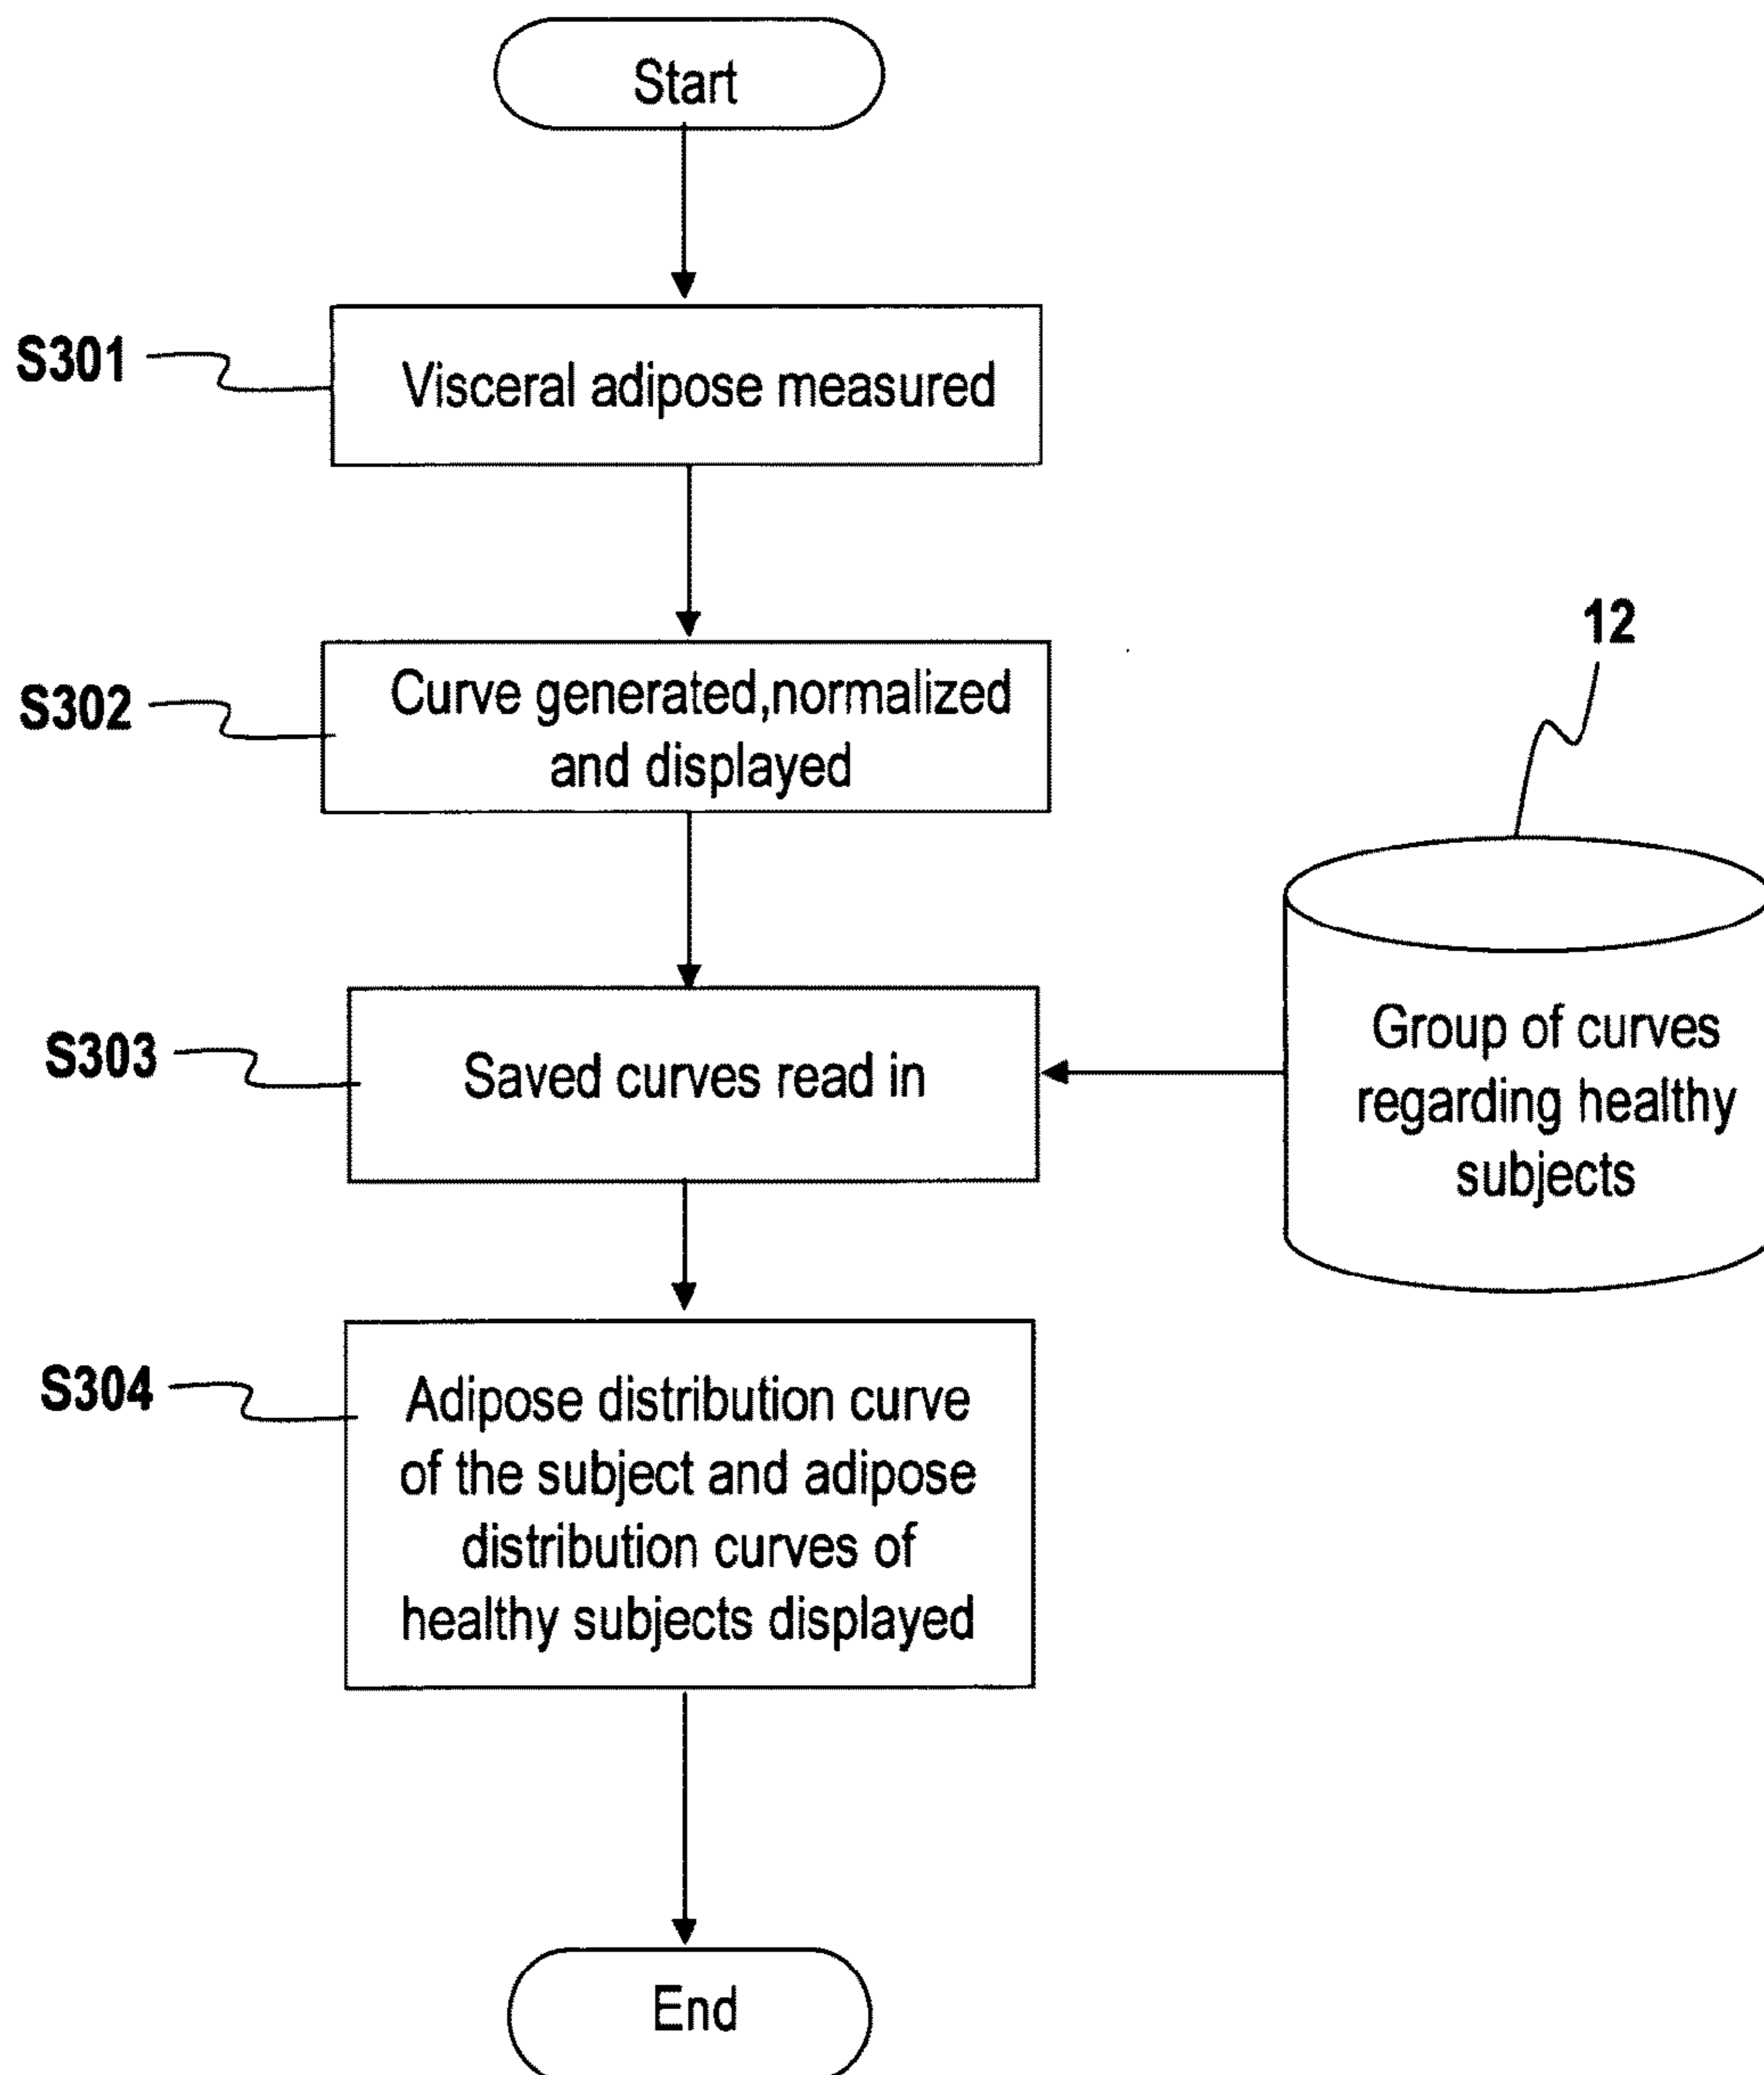 Start
S301
Visceral adipose measured
S302
Curve generated,normalized
and displayed
12
S303
Saved curves read in
Group of curves
regarding healthy
subjects
S304
Adipose distribution curve
of the subject and adipose
distribution curves of
healthy subjects displayed
End